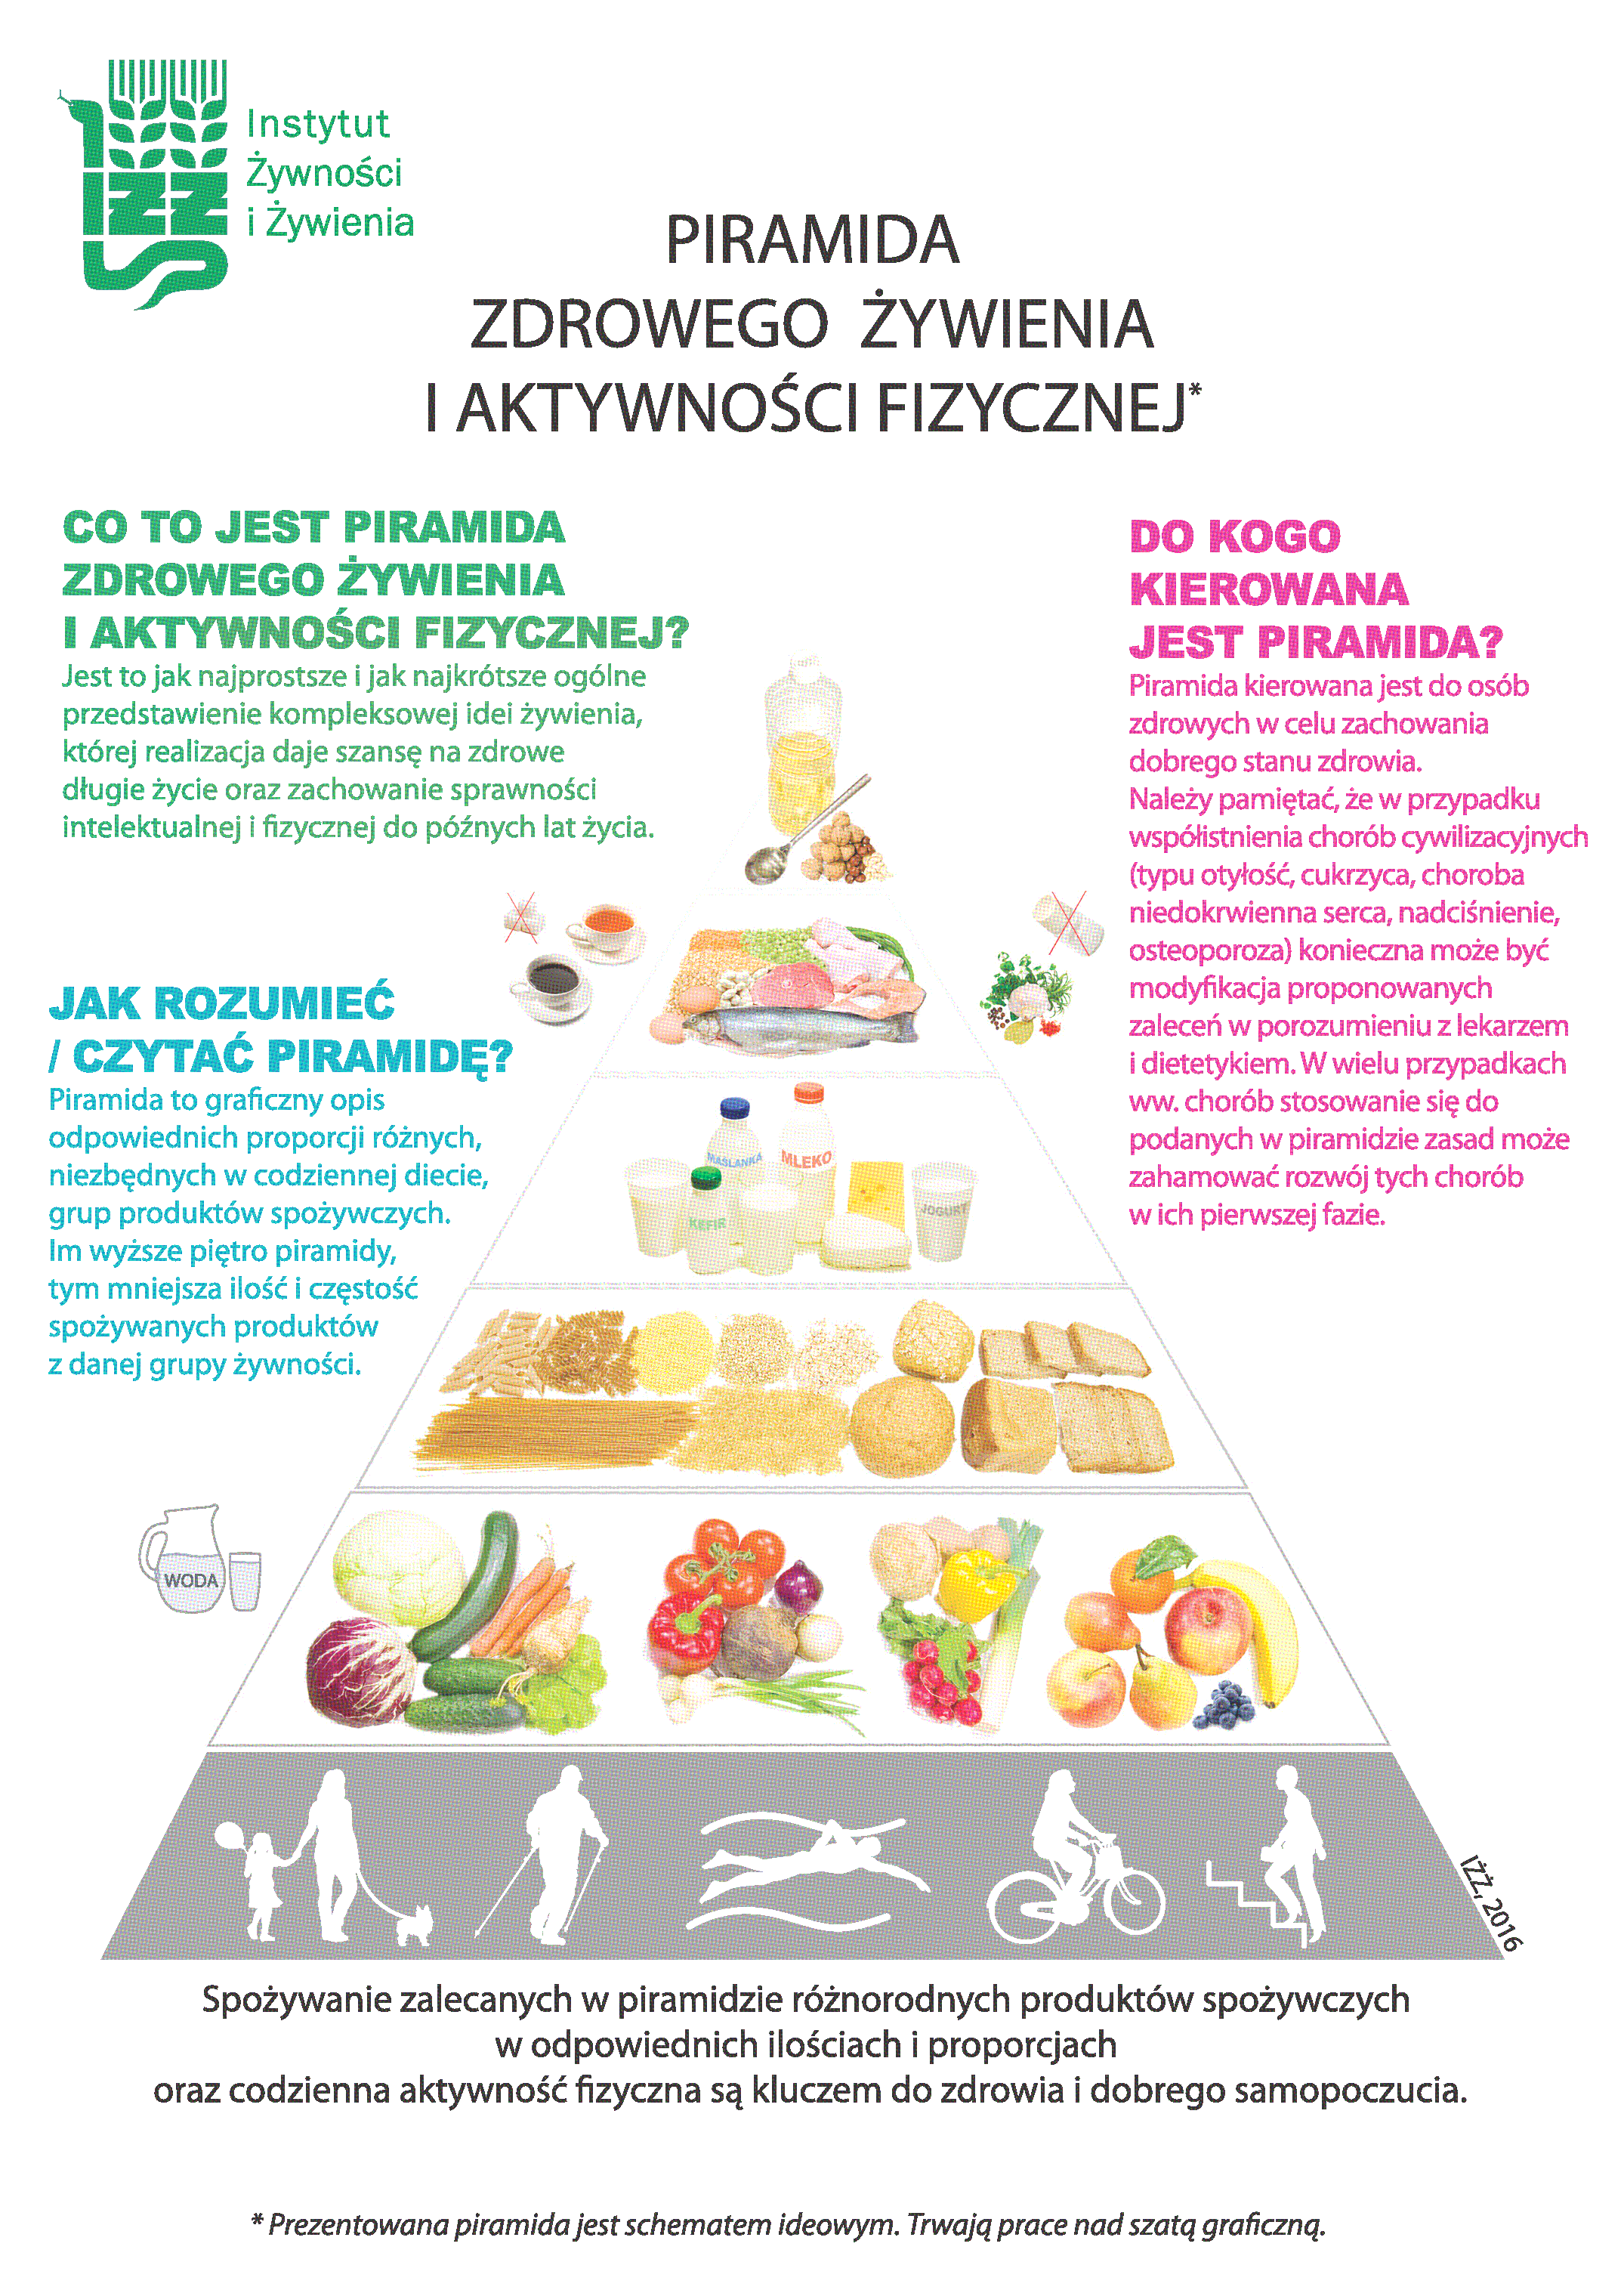 Instytut
Żywności
i Żywienia
IŻŻ
PIRAMIDA
ZDROWEGO ŻYWIENIA
I AKTYWNOŚCI FIZYCZNEJ*
CO TO JEST PIRAMIDA
ZDROWEGO ŻYWIENIA
I AKTYWNOŚCI FIZYCZNEJ?
Jest to jak najprostsze i jak najkrótsze ogólne
przedstawienie kompleksowej idei żywienia,
której realizacja daje szansę na zdrowe
długie życie oraz zachowanie sprawności
intelektualnej i fizycznej do późnych lat życia.
DO KOGO
KIEROWANA
JEST PIRAMIDA?
Piramida kierowana jest do osób
zdrowych w celu zachowania
dobrego stanu zdrowia.
Należy pamiętać, że w przypadku
współistnienia chorób cywilizacyjnych
(typu otyłość, cukrzyca, choroba
niedokrwienna serca, nadciśnienie,
osteoporoza) konieczna może być
modyfikacja proponowanych
zaleceń w porozumieniu z lekarzem
i dietetykiem. W wielu przypadkach
ww. chorób stosowanie się do
podanych w piramidzie zasad może
zahamować rozwój tych chorób
w ich pierwszej fazie.
JAK ROZUMIEĆ
/ CZYTAĆ PIRAMIDĘ?
Piramida to graficzny opis
odpowiednich proporcji różnych,
niezbędnych w codziennej diecie,
grup produktów spożywczych.
Im wyższe piętro piramidy,
tym mniejsza ilość i częstość
spożywanych produktów
z danej grupy żywności.
MAŚLANKA
MLEKO
KEFIR
JOGURT
WODA
IŻŻ, 2016
Spożywanie zalecanych w piramidzie różnorodnych produktów spożywczych
w odpowiednich ilościach i proporcjach
oraz codzienna aktywność fizyczna są kluczem do zdrowia i dobrego samopoczucia.
* Prezentowana piramida jest schematem ideowym. Trwają prace nad szatą graficzną.